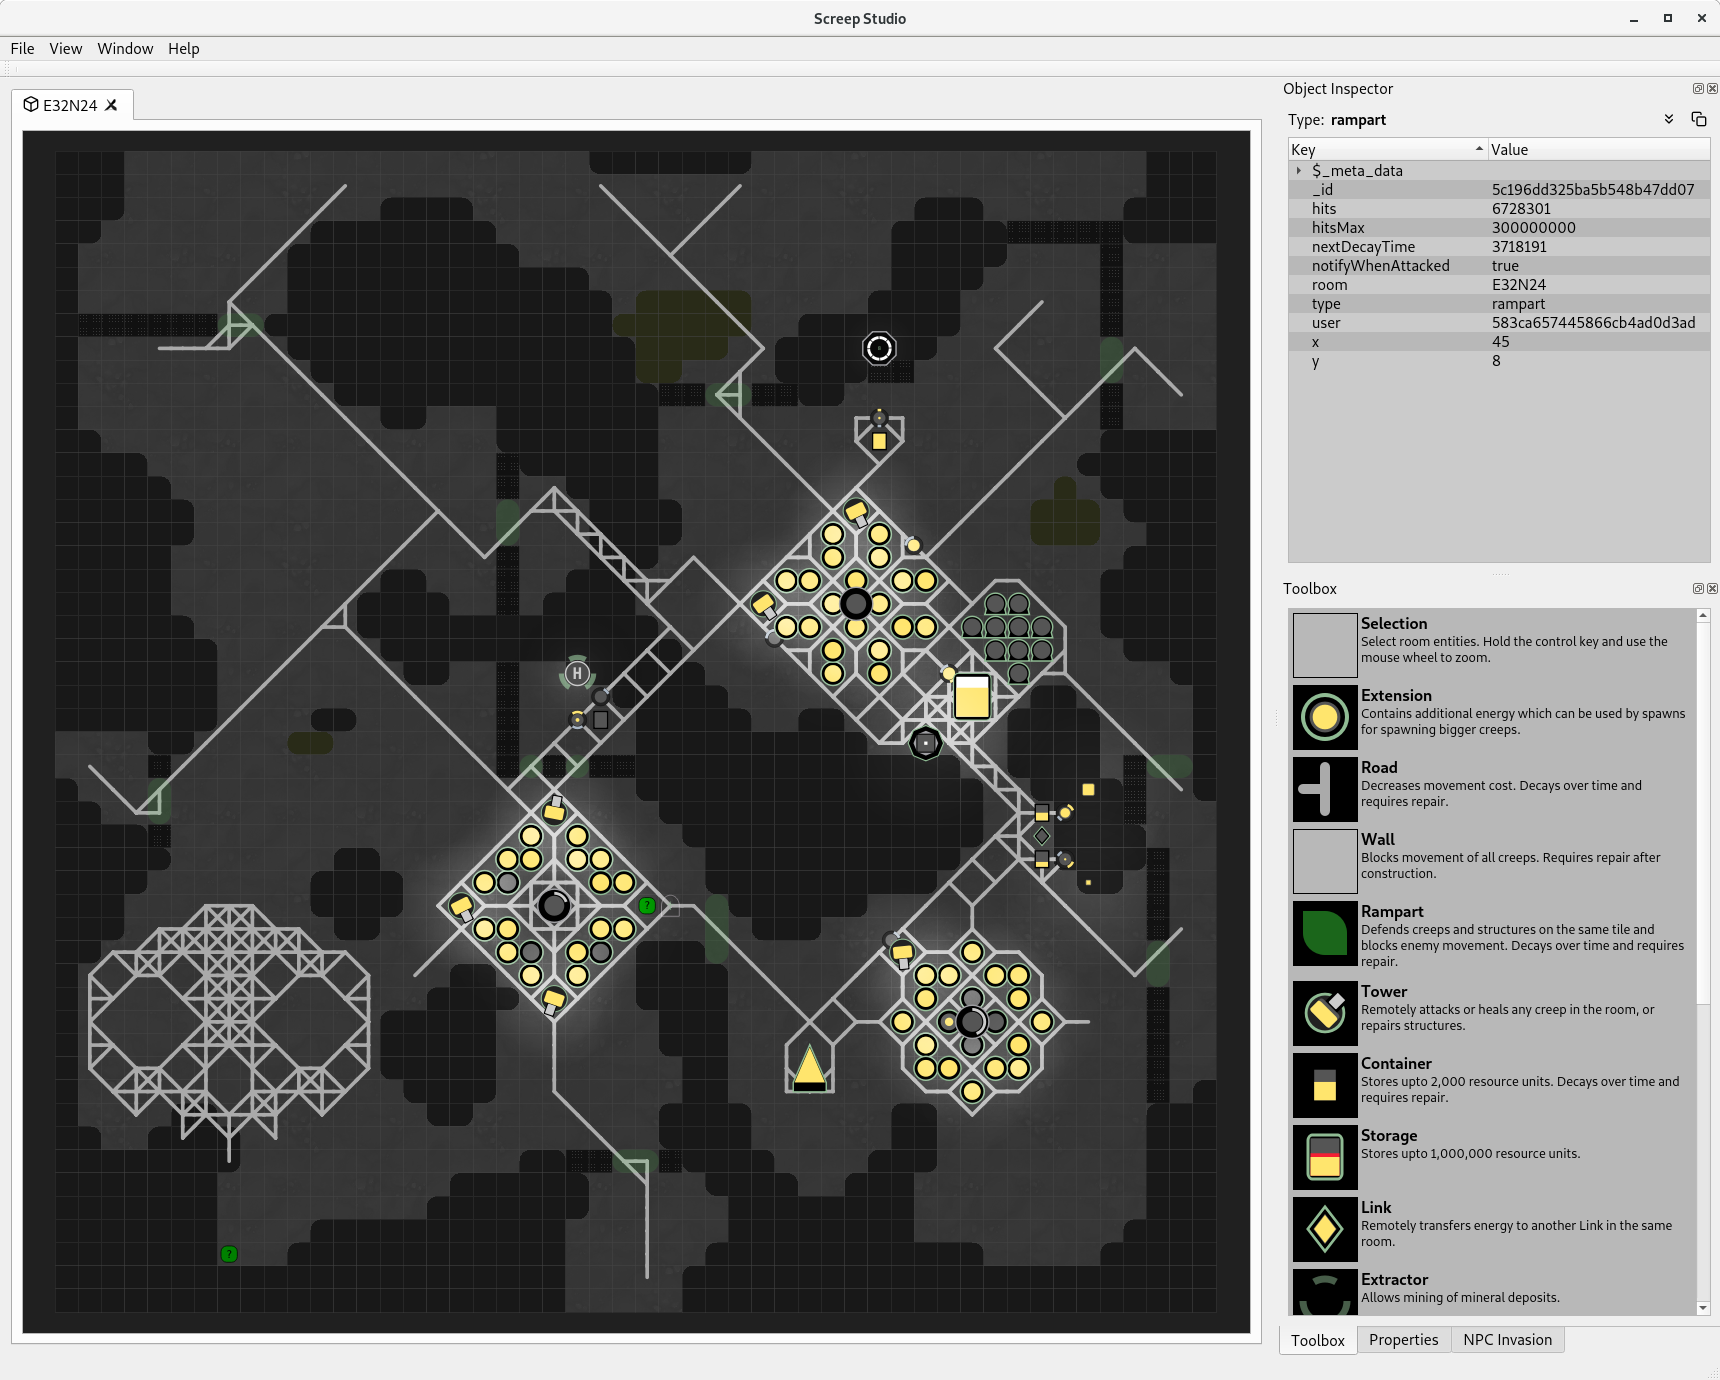 Screep Studio
File View Window Help
E32N24
H
?
?
Object Inspector
Type: rampart
Key Value
$_meta_data
_id 5c196dd325ba5b548b47dd07
hits 6728301
hitsMax 300000000
nextDecayTime 3718191
notifyWhenAttacked true
room E32N24
type rampart
user 583ca657445866cb4ad0d3ad
x 45
y 8
Toolbox
Selection
Select room entities. Hold the control key and use the
mouse wheel to zoom.
Extension
Contains additional energy which can be used by spawns
for spawning bigger creeps.
Road
Decreases movement cost. Decays over time and
requires repair.
Wall
Blocks movement of all creeps. Requires repair after
construction.
Rampart
Defends creeps and structures on the same tile and
blocks enemy movement. Decays over time and requires
repair.
Tower
Remotely attacks or heals any creep in the room, or
repairs structures.
Container
Stores upto 2,000 resource units. Decays over time and
requires repair.
Storage
Stores upto 1,000,000 resource units.
Link
Remotely transfers energy to another Link in the same
room.
Extractor
Allows mining of mineral deposits.
Toolbox Properties NPC Invasion